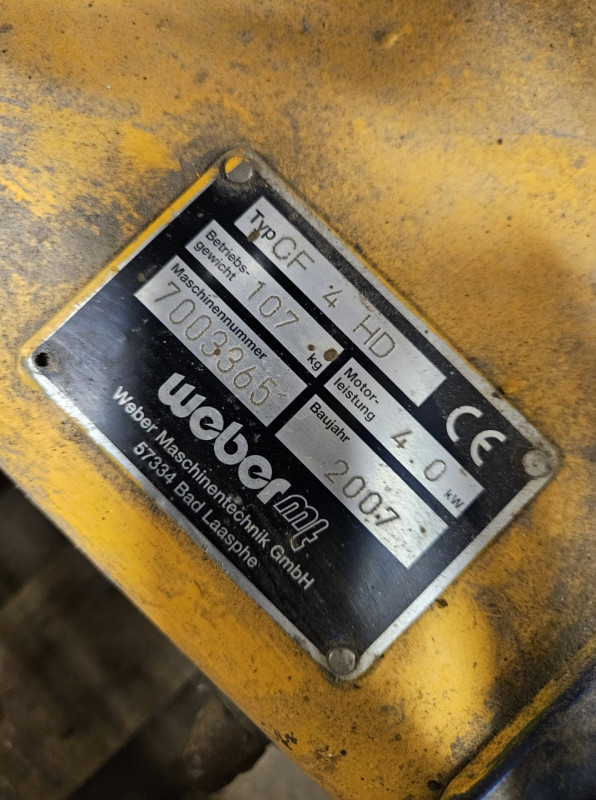 Typ CF 4 HD
Betriebs-
gewicht 107 kg
Motor-
leistung 4.0 kW
Maschinennummer
7003365
Baujahr
2007
CE
weber mt
Weber Maschinentechnik GmbH
57334 Bad Laasphe